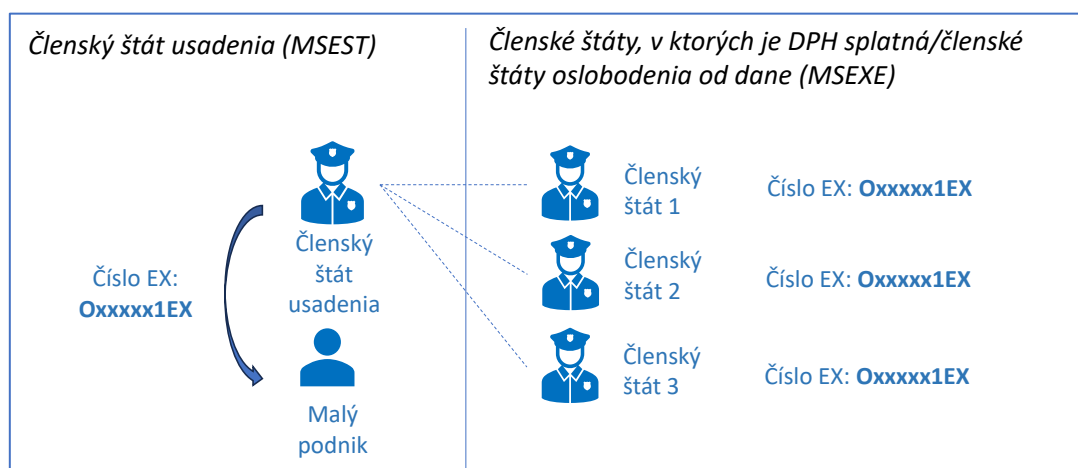 Členský štát usadenia (MSEST)
Členské štáty, v ktorých je DPH splatná/členské
štáty oslobodenia od dane (MSEXE)
Členský
štát
usadenia
Číslo EX:
Oxxxxx1EX
Malý
podnik
Členský
štát 1
Číslo EX: Oxxxxx1EX
Členský
štát 2
Číslo EX: Oxxxxx1EX
Členský
štát 3
Číslo EX: Oxxxxx1EX